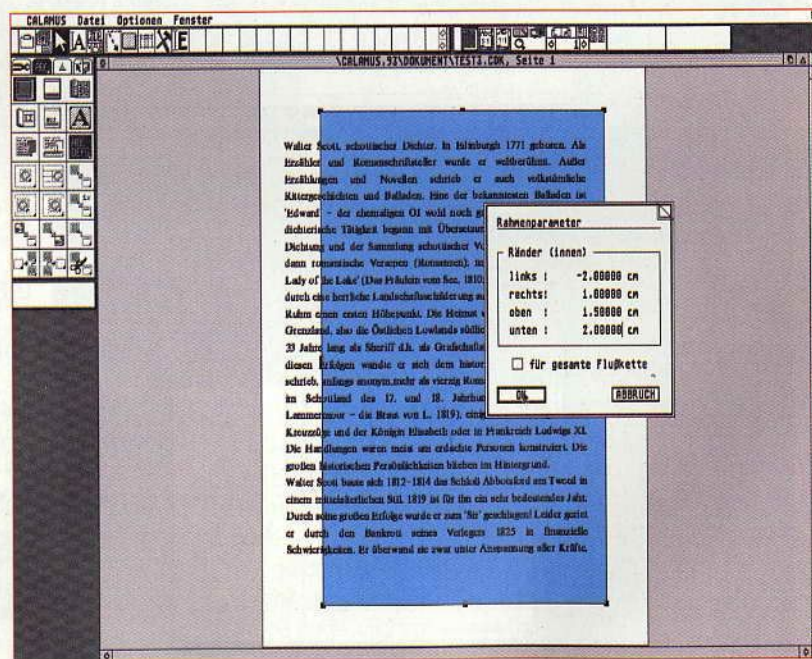 CALAMUS Datei Optionen Fenster
\CALAMUS.93\DOKUMENT\TEST3.CDK, Seite 1
Walter Scott, schottischer Dichter. In Edinburgh 1771 geboren. Als
Erzähler und Romanschriftsteller wurde er weltberühmt. Außer
Erzählungen und Novellen schrieb er auch volkstümliche
Rittergeschichten und Balladen. Eine der bekanntesten Balladen ist
'Edward' - der ehemaligen OI wohl noch
dichterische Tätigkeit begann mit
Dichtung und der Sammlung schottischer
dann romantische Versepen (Romanzen),
Lady of the Lake' (Das Fräulein vom See, 1810)
durch eine herrliche Landschaftsschilderung
Ruhm einen ersten Höhepunkt. Die Heimat
Grenzland, also die Östlichen Lowlands
23 Jahre lang als Sheriff d.h. als
diesen Erfolgen wandte er sich dem
schrieb, anfangs anonym,mehr als vierzig
im Schottland des 17. und 18.
Lammermoor - die Braut von L. 1819),
Kreuzzüge und der Königin Elisabeth oder in Frankreich Ludwigs XI.
Die Handlungen waren meist um erdachte Personen konstruiert. Die
großen historischen Persönlichkeiten blieben im Hintergrund.
Walter Scott baute sich 1812-1814 das Schloß Abbotsford am Tweed in
einem mittelalterlichen Stil. 1819 ist für ihn ein sehr bedeutendes Jahr.
Durch seine großen Erfolge wurde er zum 'Sir' geschlagen! Leider geriet
er durch den Bankrott seines Verlegers 1825 in finanzielle
Schwierigkeiten. Er überwand sie zwar unter Anspannung aller Kräfte,
Rahmenparameter
Ränder (innen)
links : -2.00000 cm
rechts: 1.00000 cm
oben : 1.50000 cm
unten : 2.00000 cm
für gesamte Flußkette
OK ABBRUCH